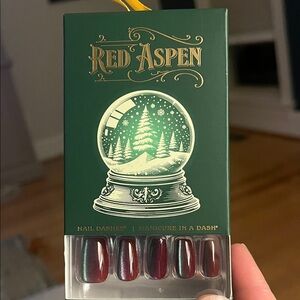 RED ASPEN
NAIL DASHES® | MANICURE IN A DASH®